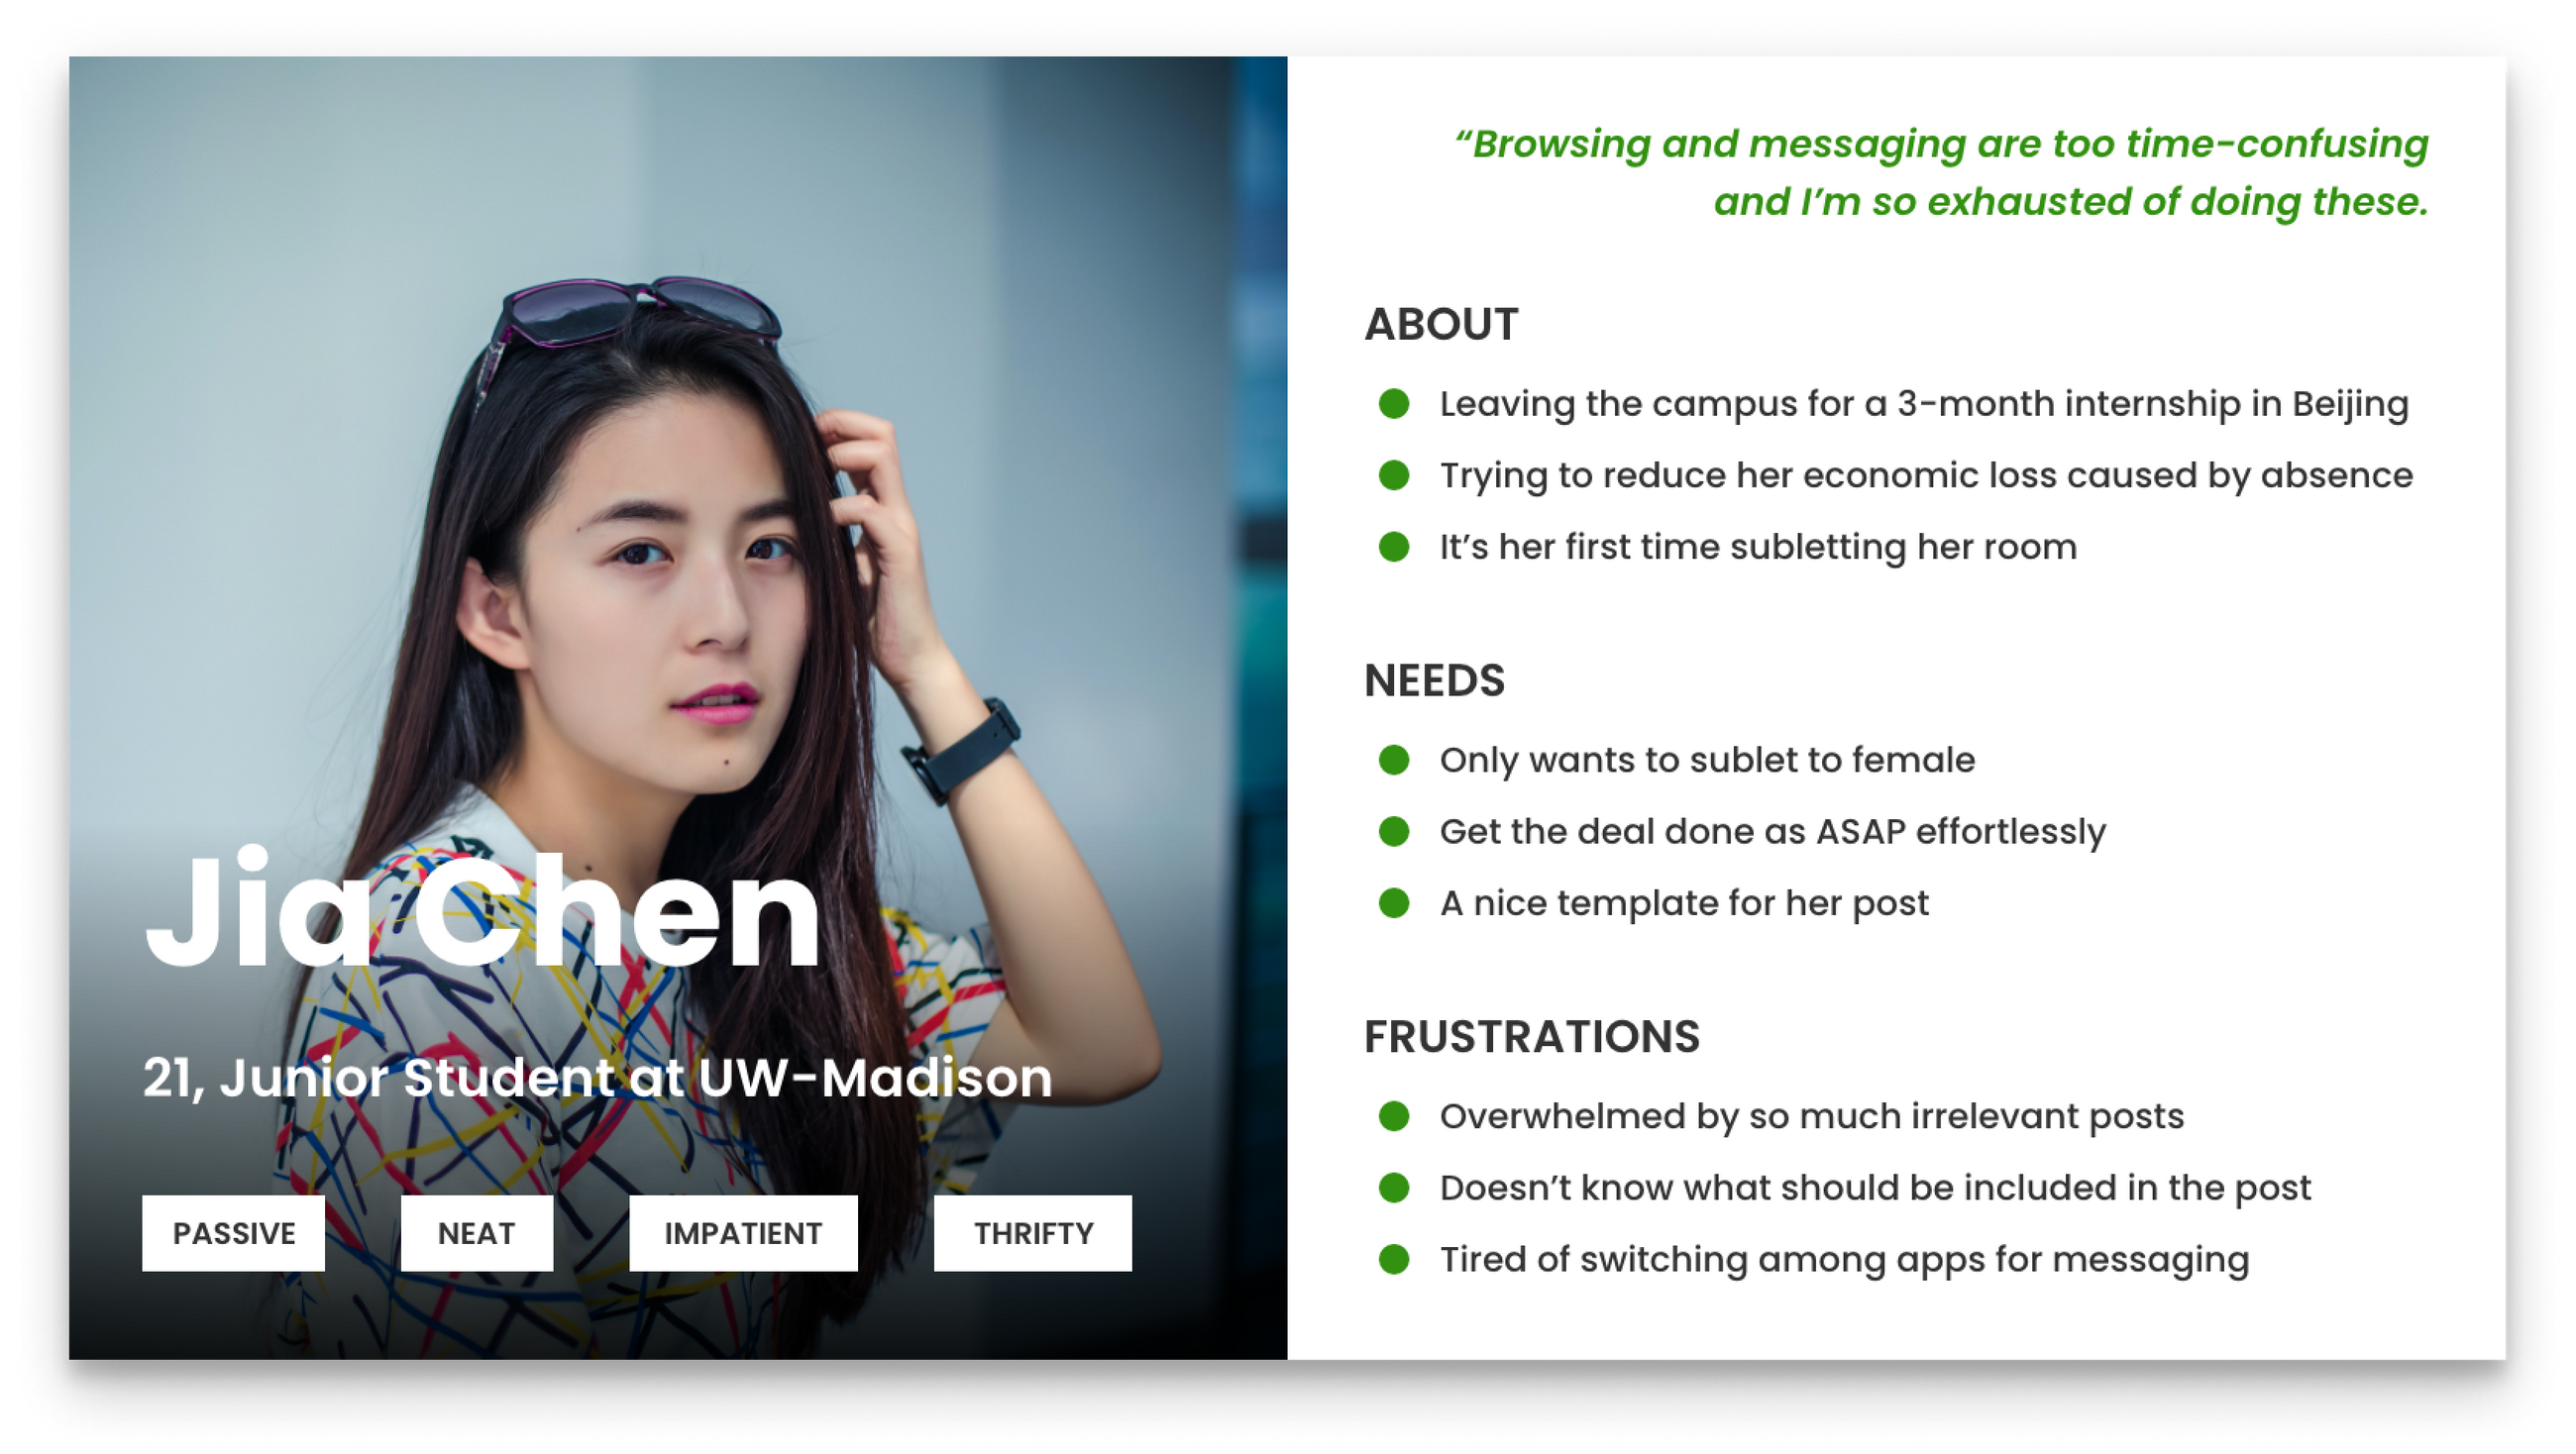 Jia Chen
21, Junior Student at UW-Madison
PASSIVE NEAT IMPATIENT THRIFTY
“Browsing and messaging are too time-confusing
and I’m so exhausted of doing these.
ABOUT
Leaving the campus for a 3-month internship in Beijing
Trying to reduce her economic loss caused by absence
It’s her first time subletting her room
NEEDS
Only wants to sublet to female
Get the deal done as ASAP effortlessly
A nice template for her post
FRUSTRATIONS
Overwhelmed by so much irrelevant posts
Doesn’t know what should be included in the post
Tired of switching among apps for messaging